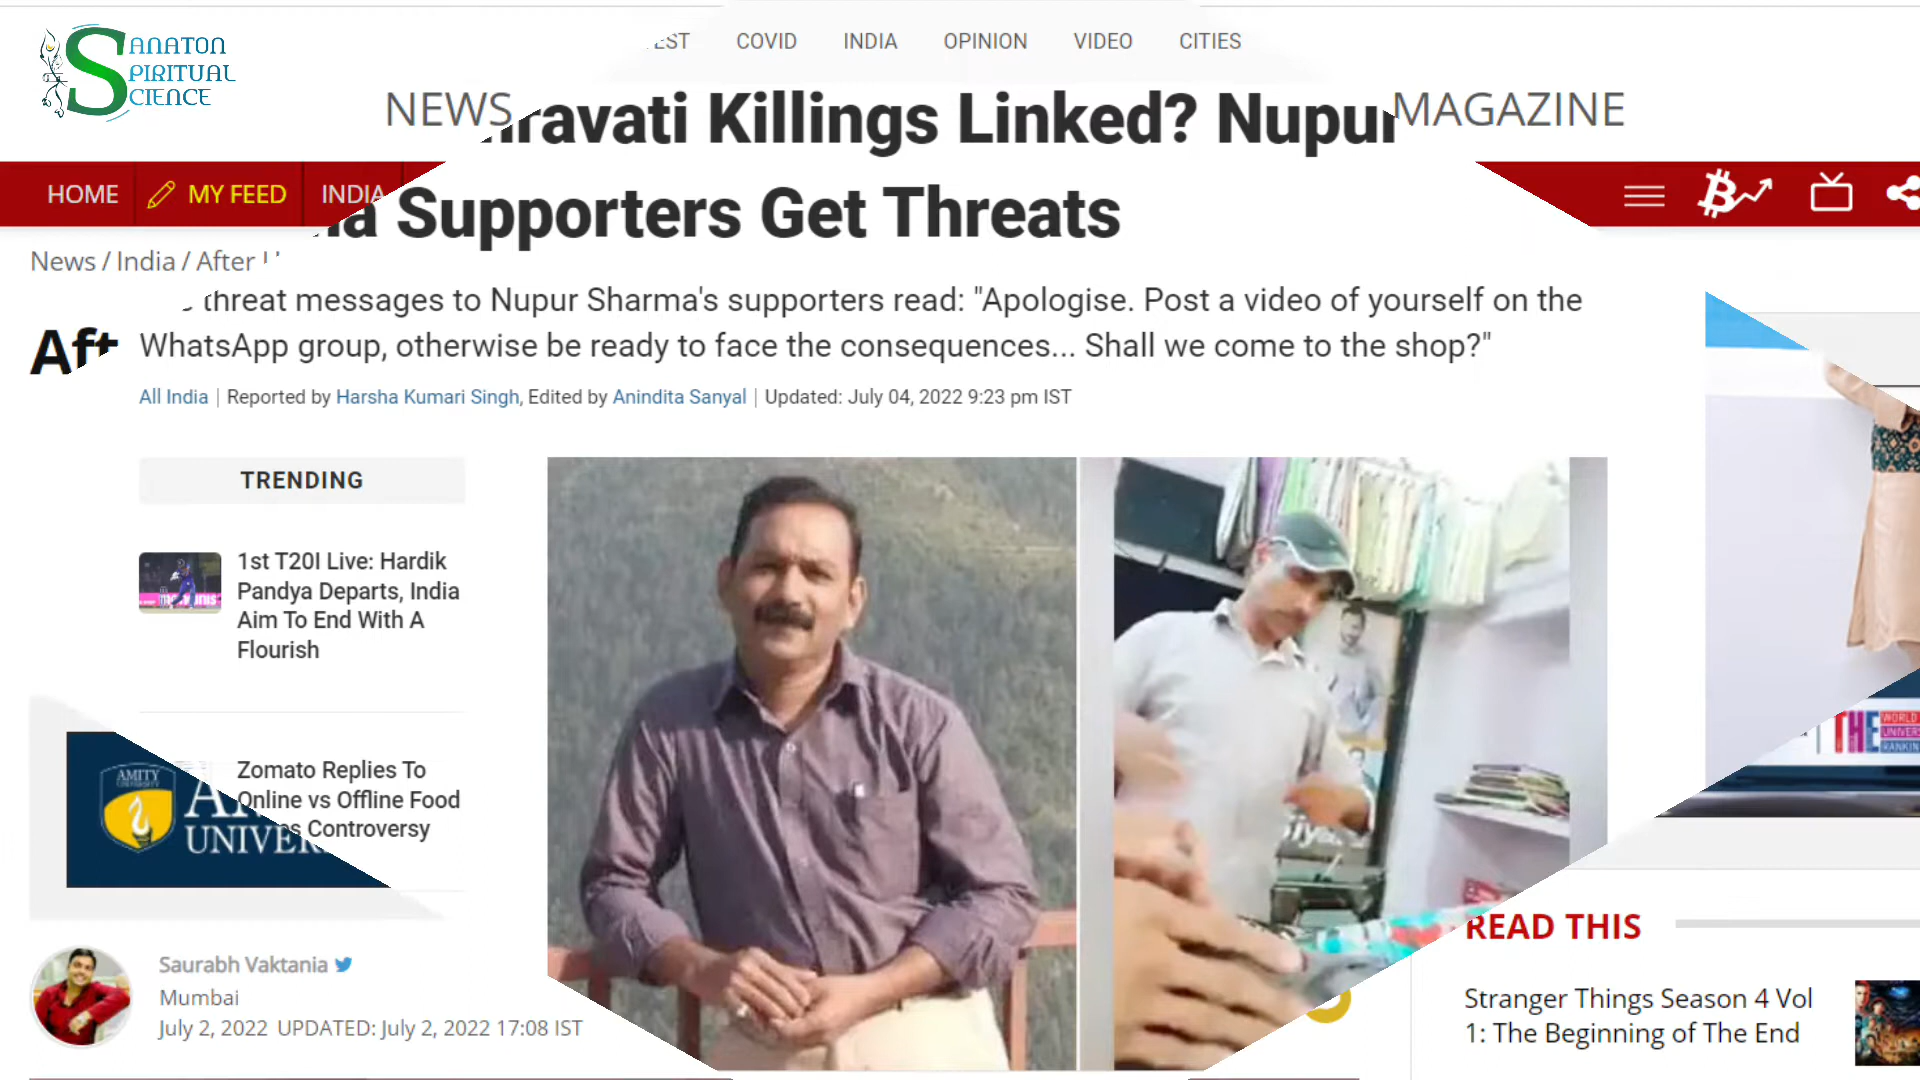 SANATON
SPIRITUAL
SCIENCE
COVID INDIA OPINION VIDEO CITIES
NEWS Killings Linked? Nupur MAGAZINE
HOME MY FEED INDIA
Supporters Get Threats
News / India / After
threat messages to Nupur Sharma's supporters read: "Apologise. Post a video of yourself on the
WhatsApp group, otherwise be ready to face the consequences... Shall we come to the shop?"
All India | Reported by Harsha Kumari Singh, Edited by Anindita Sanyal | Updated: July 04, 2022 9:23 pm IST
TRENDING
1st T20I Live: Hardik
Pandya Departs, India
Aim To End With A
Flourish
AMITY
Zomato Replies To
Online vs Offline Food
Controversy
THE WORLD
READ THIS
Saurabh Vaktania
Mumbai
July 2, 2022 UPDATED: July 2, 2022 17:08 IST
Stranger Things Season 4 Vol
1: The Beginning of The End